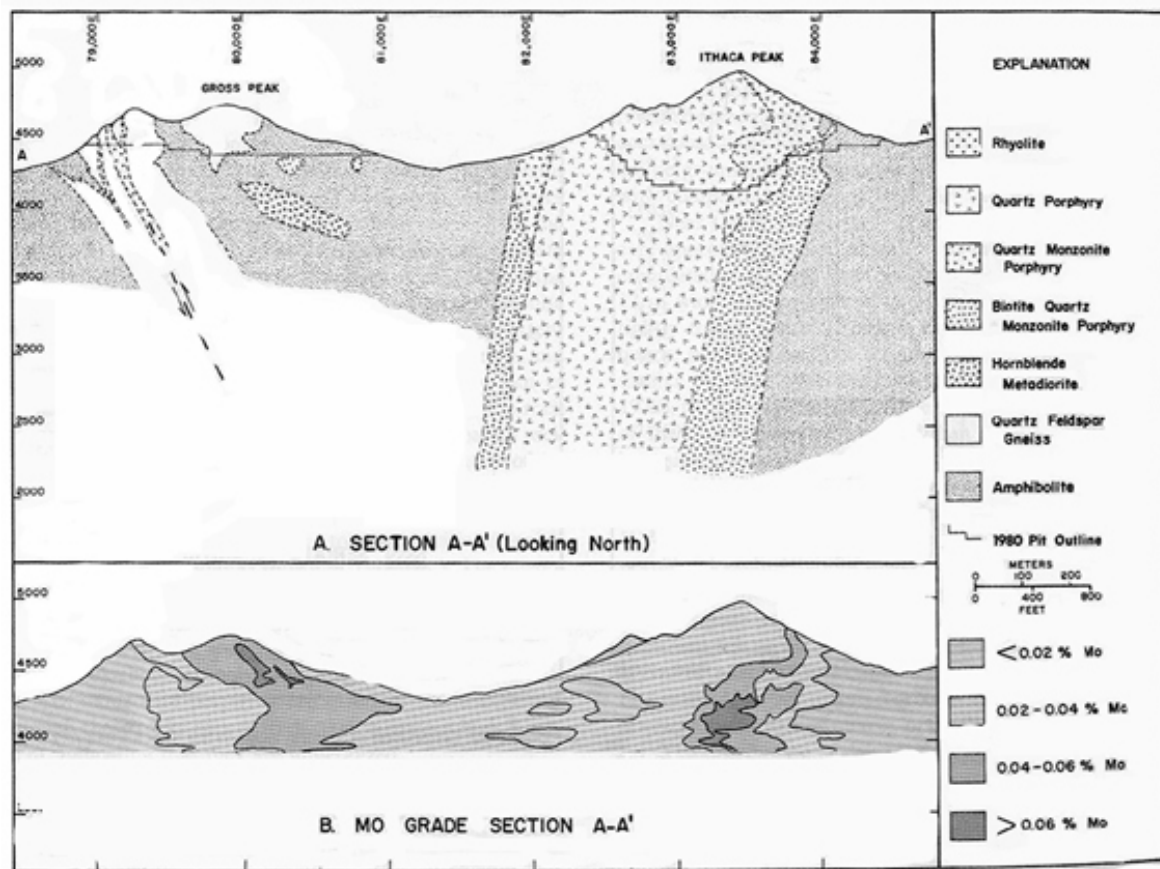 79,000E
80,000E
81,000E
82,000E
83,000E
84,000E
5000
4500
4000
3500
3000
2500
2000
GROSS PEAK
ITHACA PEAK
A
A'
A. SECTION A-A' (Looking North)
5000
4500
4000
B. MO GRADE SECTION A-A'
EXPLANATION
Rhyolite
Quartz Porphyry
Quartz Monzonite
Porphyry
Biotite Quartz
Monzonite Porphyry
Hornblende
Metadiorite
Quartz Feldspar
Gneiss
Amphibolite
1980 Pit Outline
METERS
0 100 200
0 400 800
FEET
<0.02 % Mo
0.02-0.04 % Mo
0.04-0.06 % Mo
>0.06 % Mo